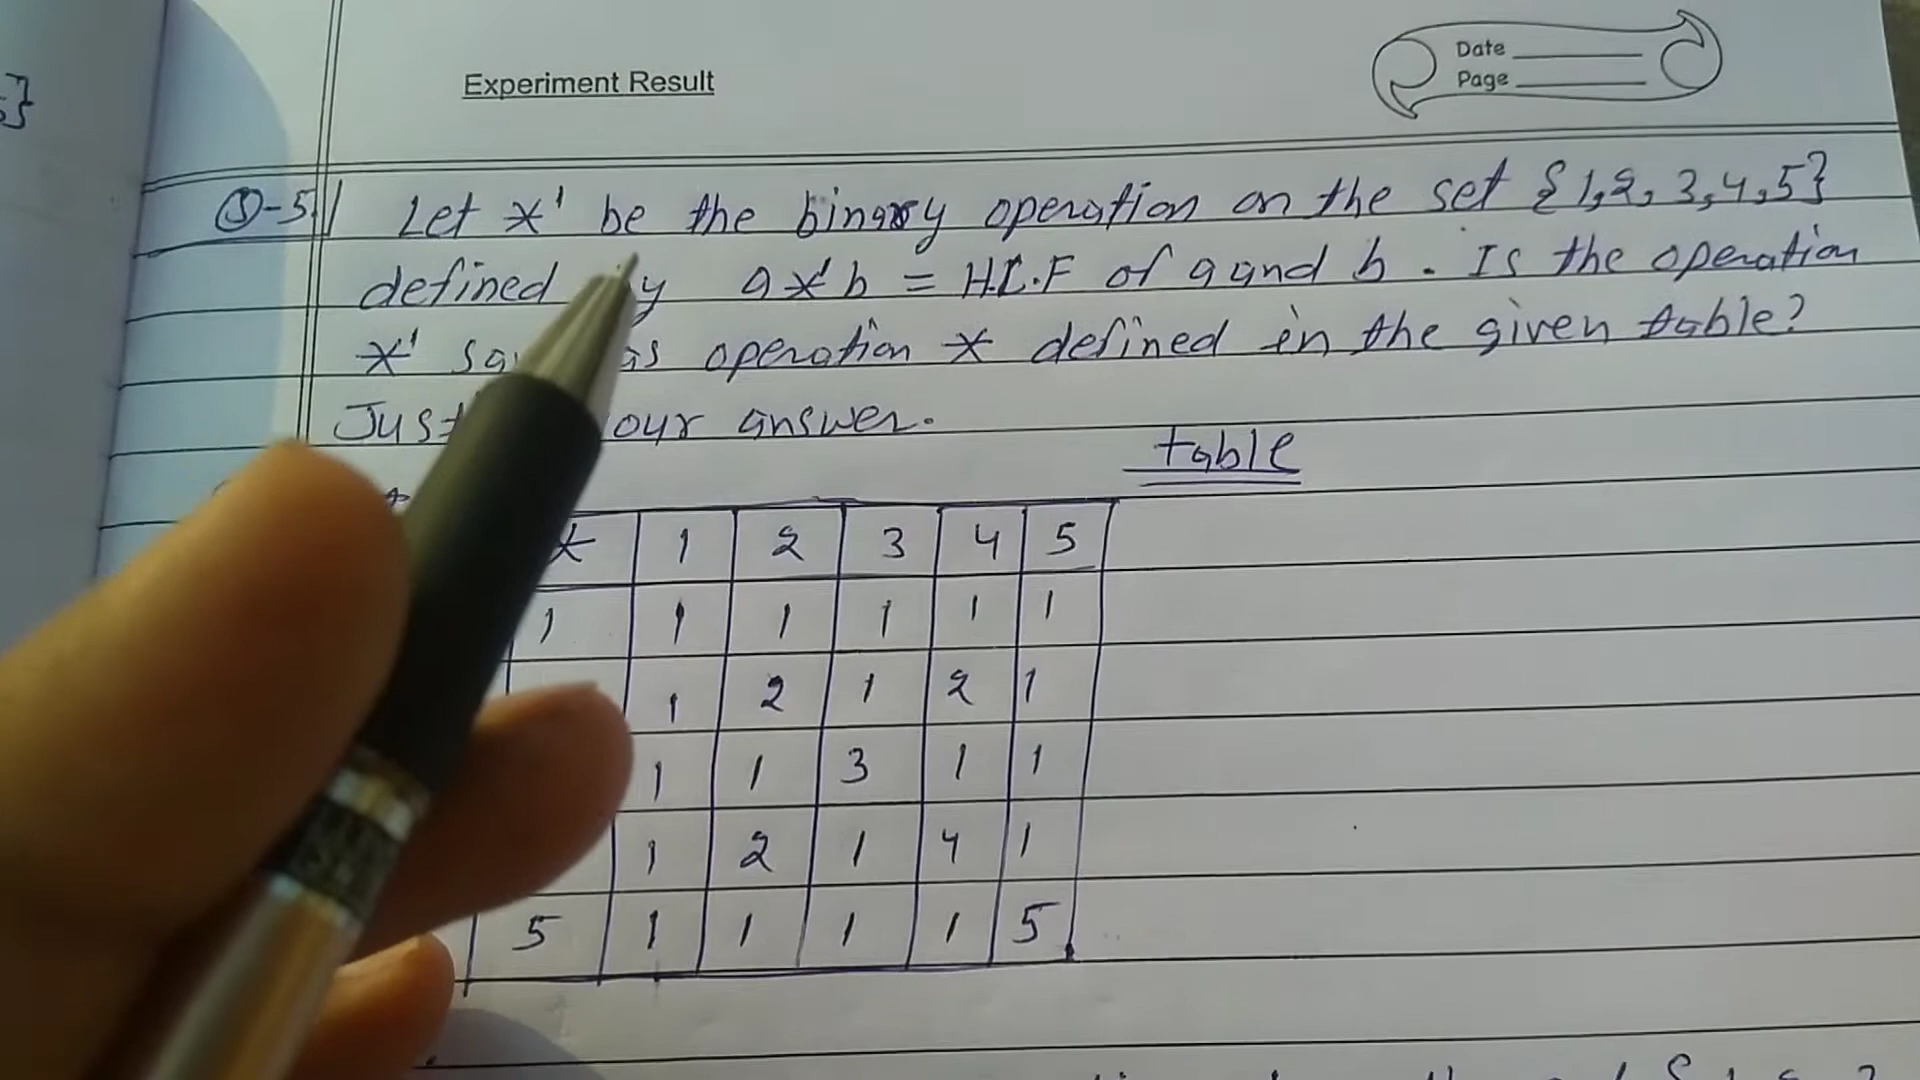 5}
Date
Page
Experiment Result
Q-5 Let *' be the binary operation on the set {1,2,3,4,5}
defined a *' b = H.C.F of a and b . Is the operation
*' as operation * defined in the given table?
answer.
table
* 1 2 3 4 5
1 1 1 1 1 1
1 2 1 2 1
1 1 3 1 1
1 2 1 4 1
5 1 1 1 1 5